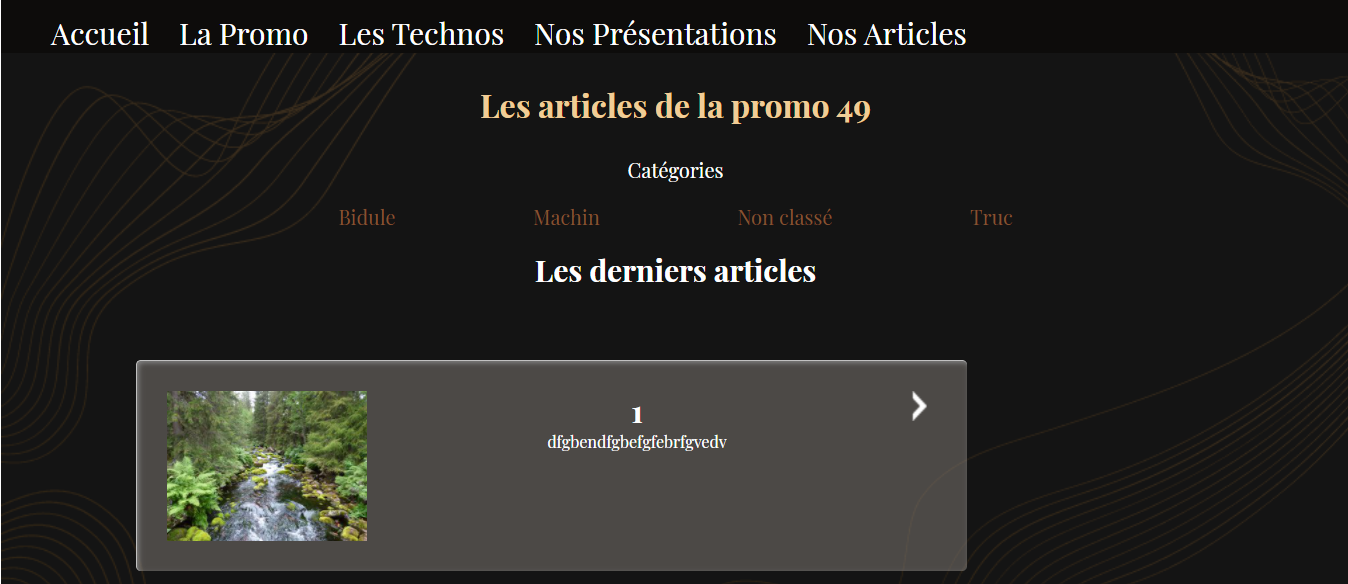 Accueil La Promo Les Technos Nos Présentations Nos Articles
Les articles de la promo 49
Catégories
Bidule Machin Non classé Truc
Les derniers articles
1
dfgbendfgbefgfebrfgvedv